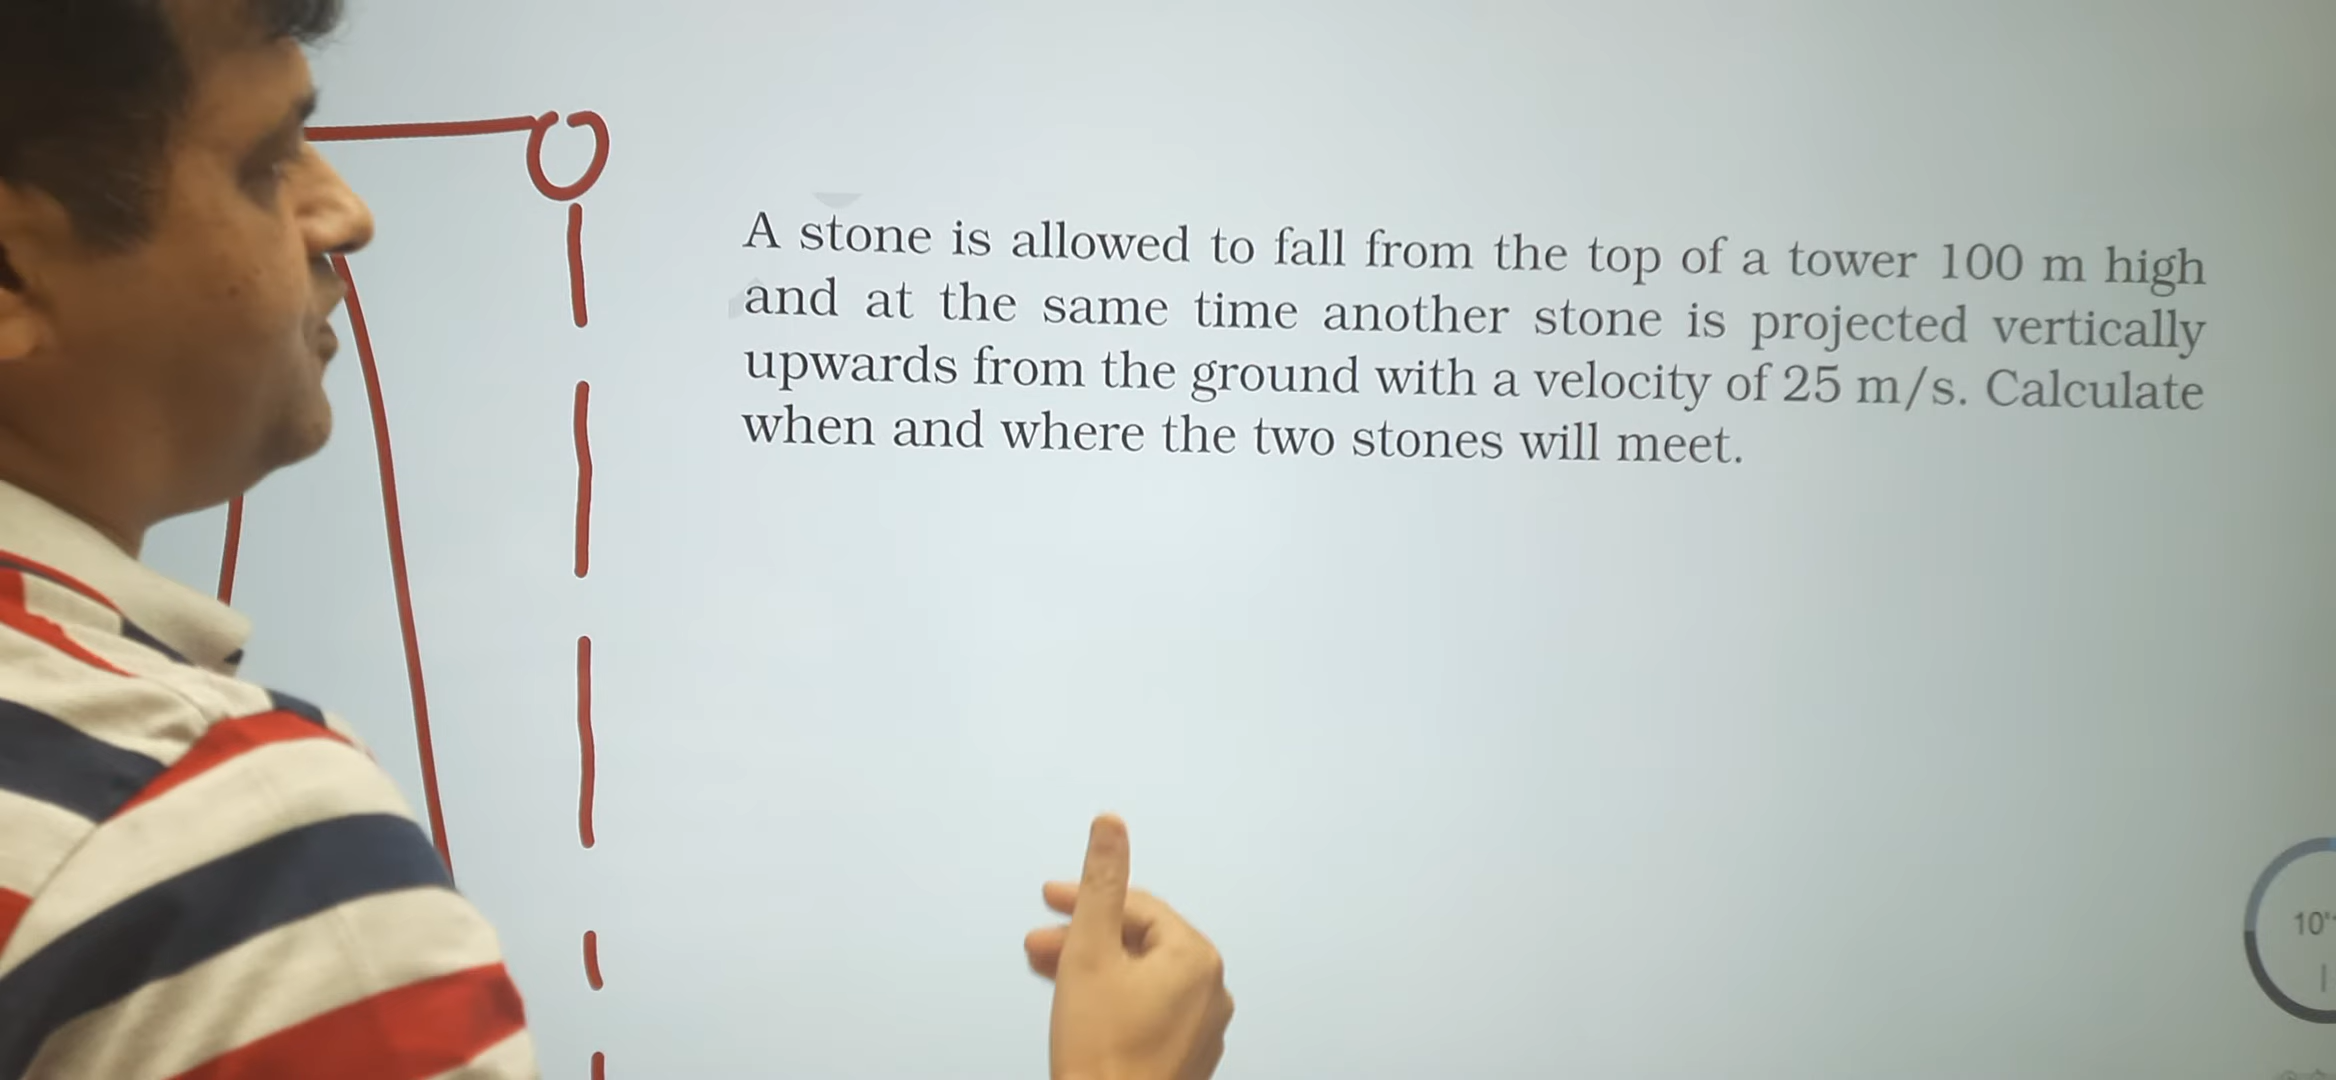 A stone is allowed to fall from the top of a tower 100 m high
and at the same time another stone is projected vertically
upwards from the ground with a velocity of 25 m/s. Calculate
when and where the two stones will meet.
10